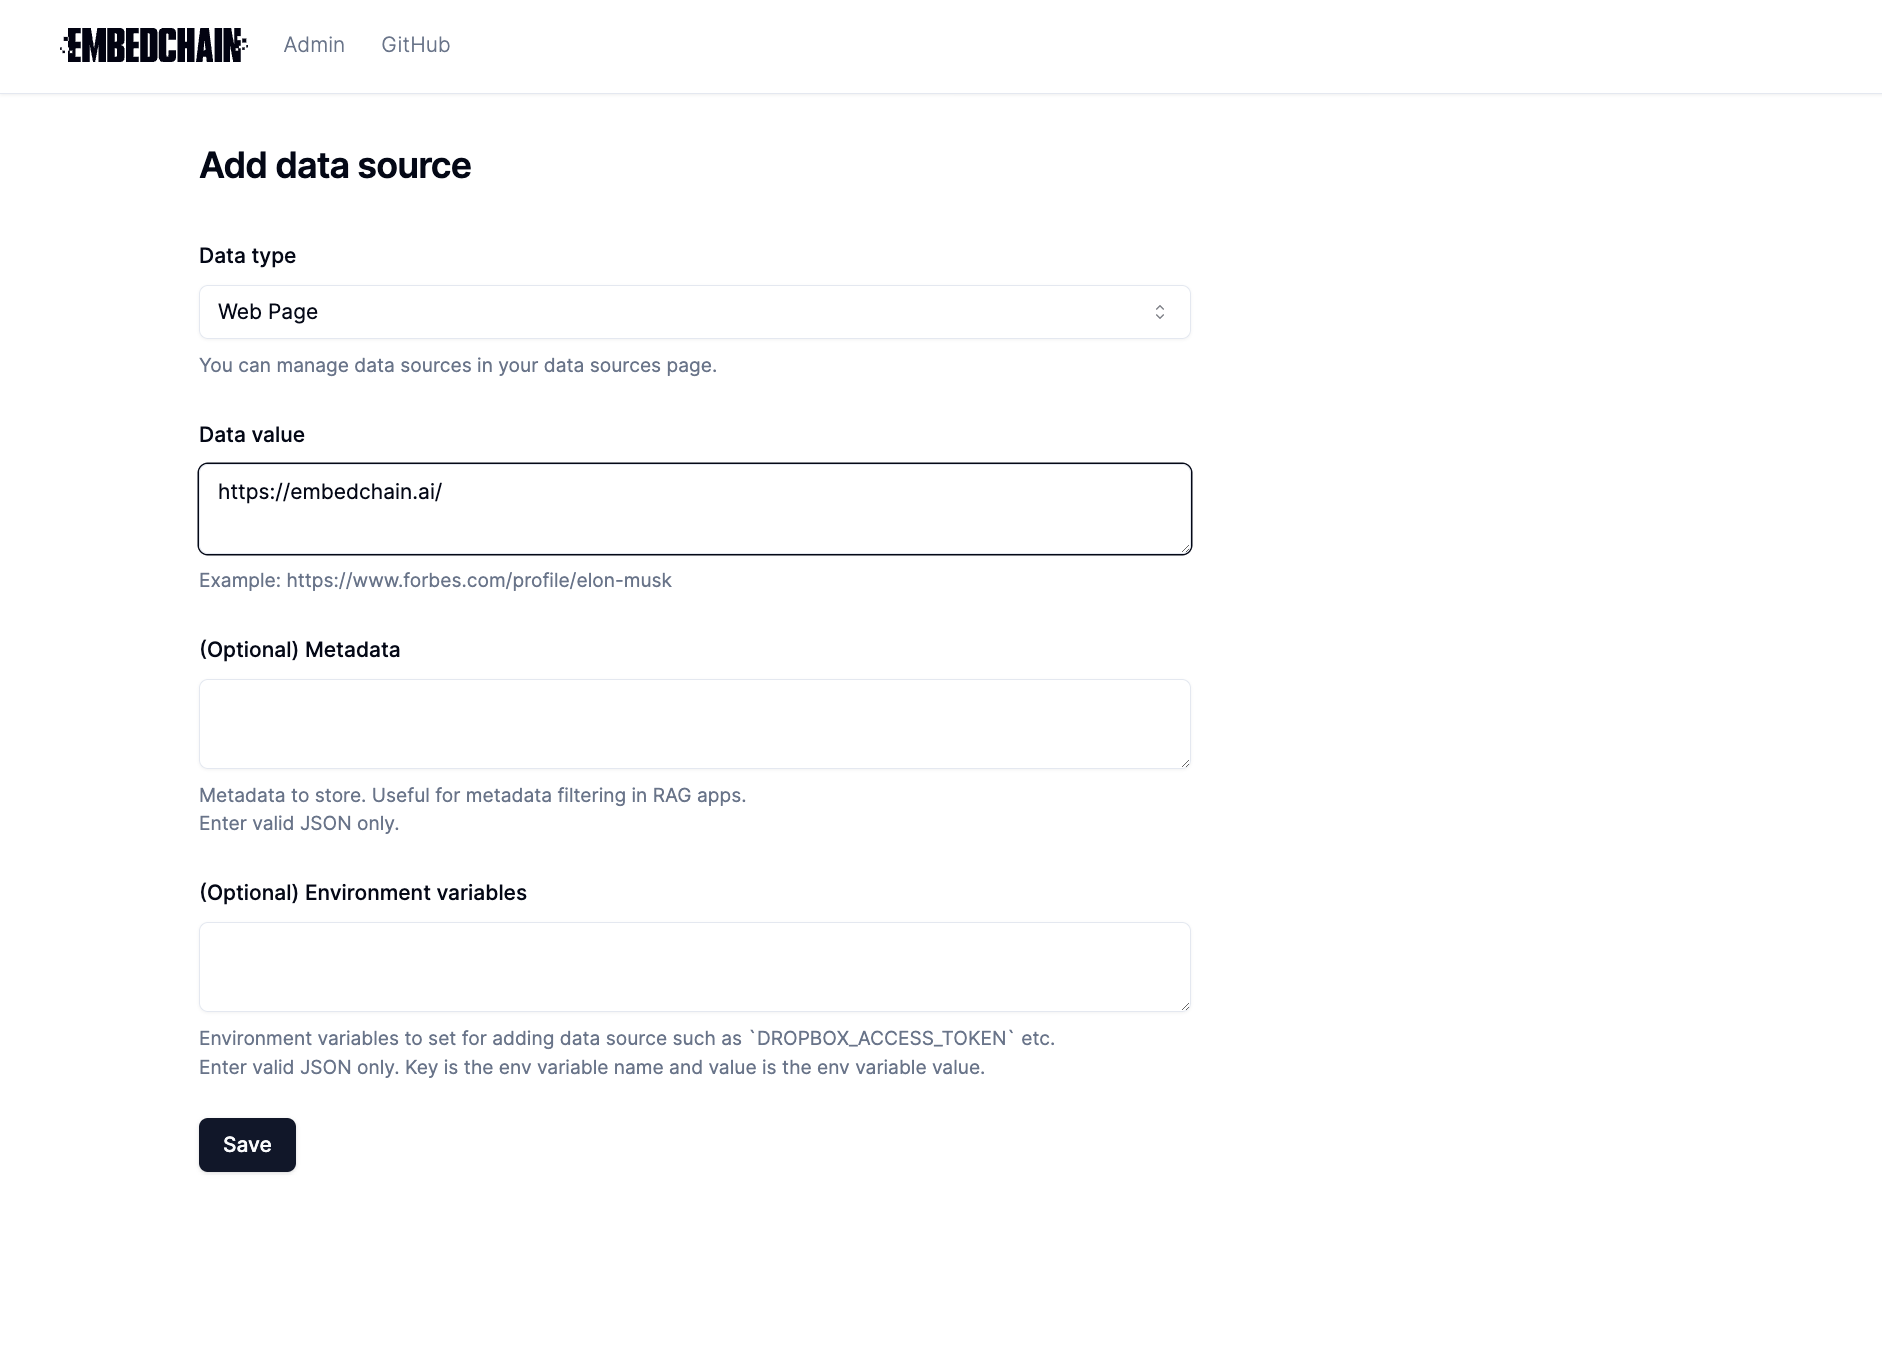 EMBEDCHAIN Admin GitHub
Add data source
Data type
Web Page
You can manage data sources in your data sources page.
Data value
https://embedchain.ai/
Example: https://www.forbes.com/profile/elon-musk
(Optional) Metadata
Metadata to store. Useful for metadata filtering in RAG apps.
Enter valid JSON only.
(Optional) Environment variables
Environment variables to set for adding data source such as `DROPBOX_ACCESS_TOKEN` etc.
Enter valid JSON only. Key is the env variable name and value is the env variable value.
Save